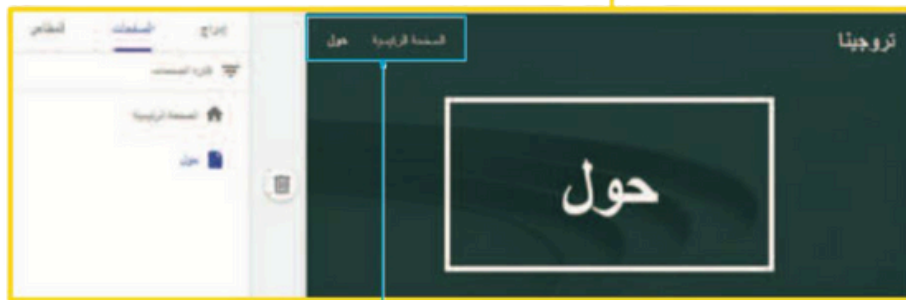 تروجينا
الصفحة الرئيسية حول
حول
إدراج الصفحات المظاهر
الصفحة الرئيسية
حول